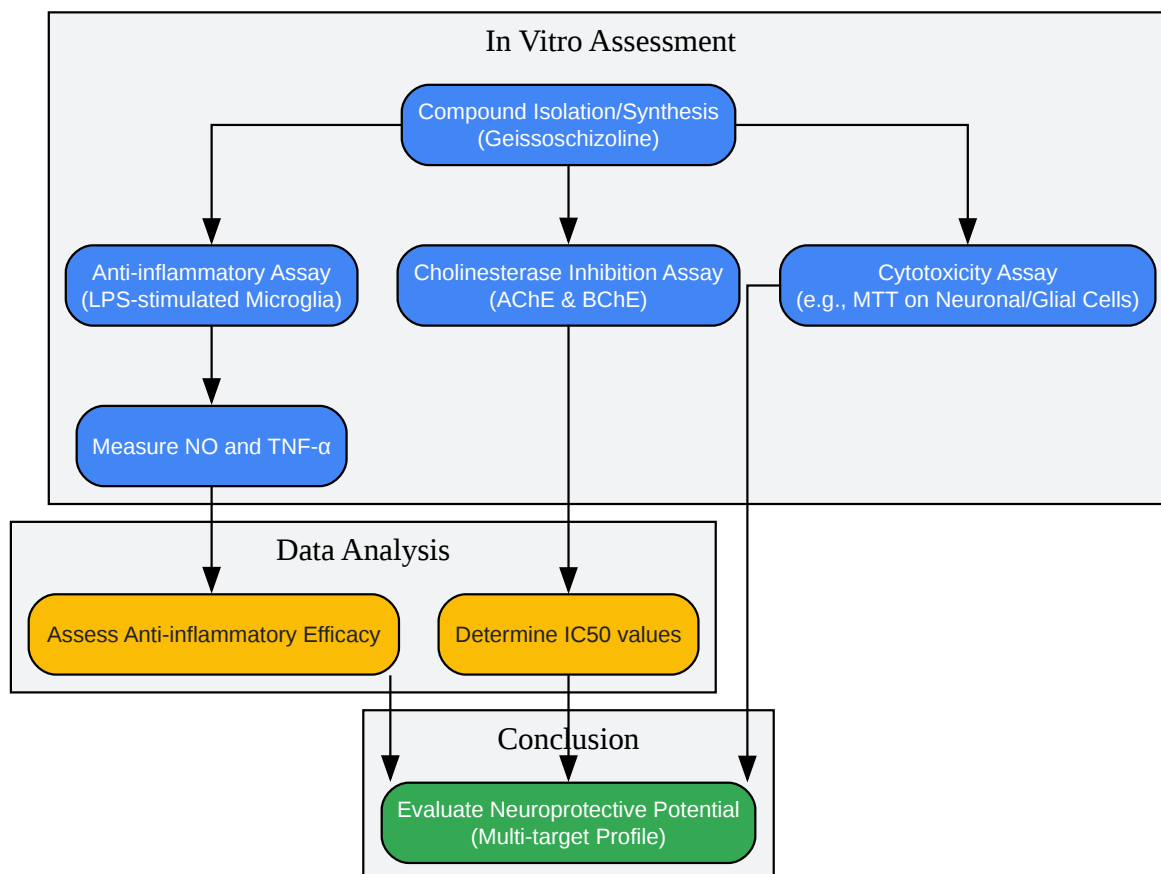 In Vitro Assessment
Compound Isolation/Synthesis
(Geissoschizoline)
Anti-inflammatory Assay
(LPS-stimulated Microglia)
Cholinesterase Inhibition Assay
(AChE & BChE)
Cytotoxicity Assay
(e.g., MTT on Neuronal/Glial Cells)
Measure NO and TNF-α
Data Analysis
Assess Anti-inflammatory Efficacy
Determine IC50 values
Conclusion
Evaluate Neuroprotective Potential
(Multi-target Profile)